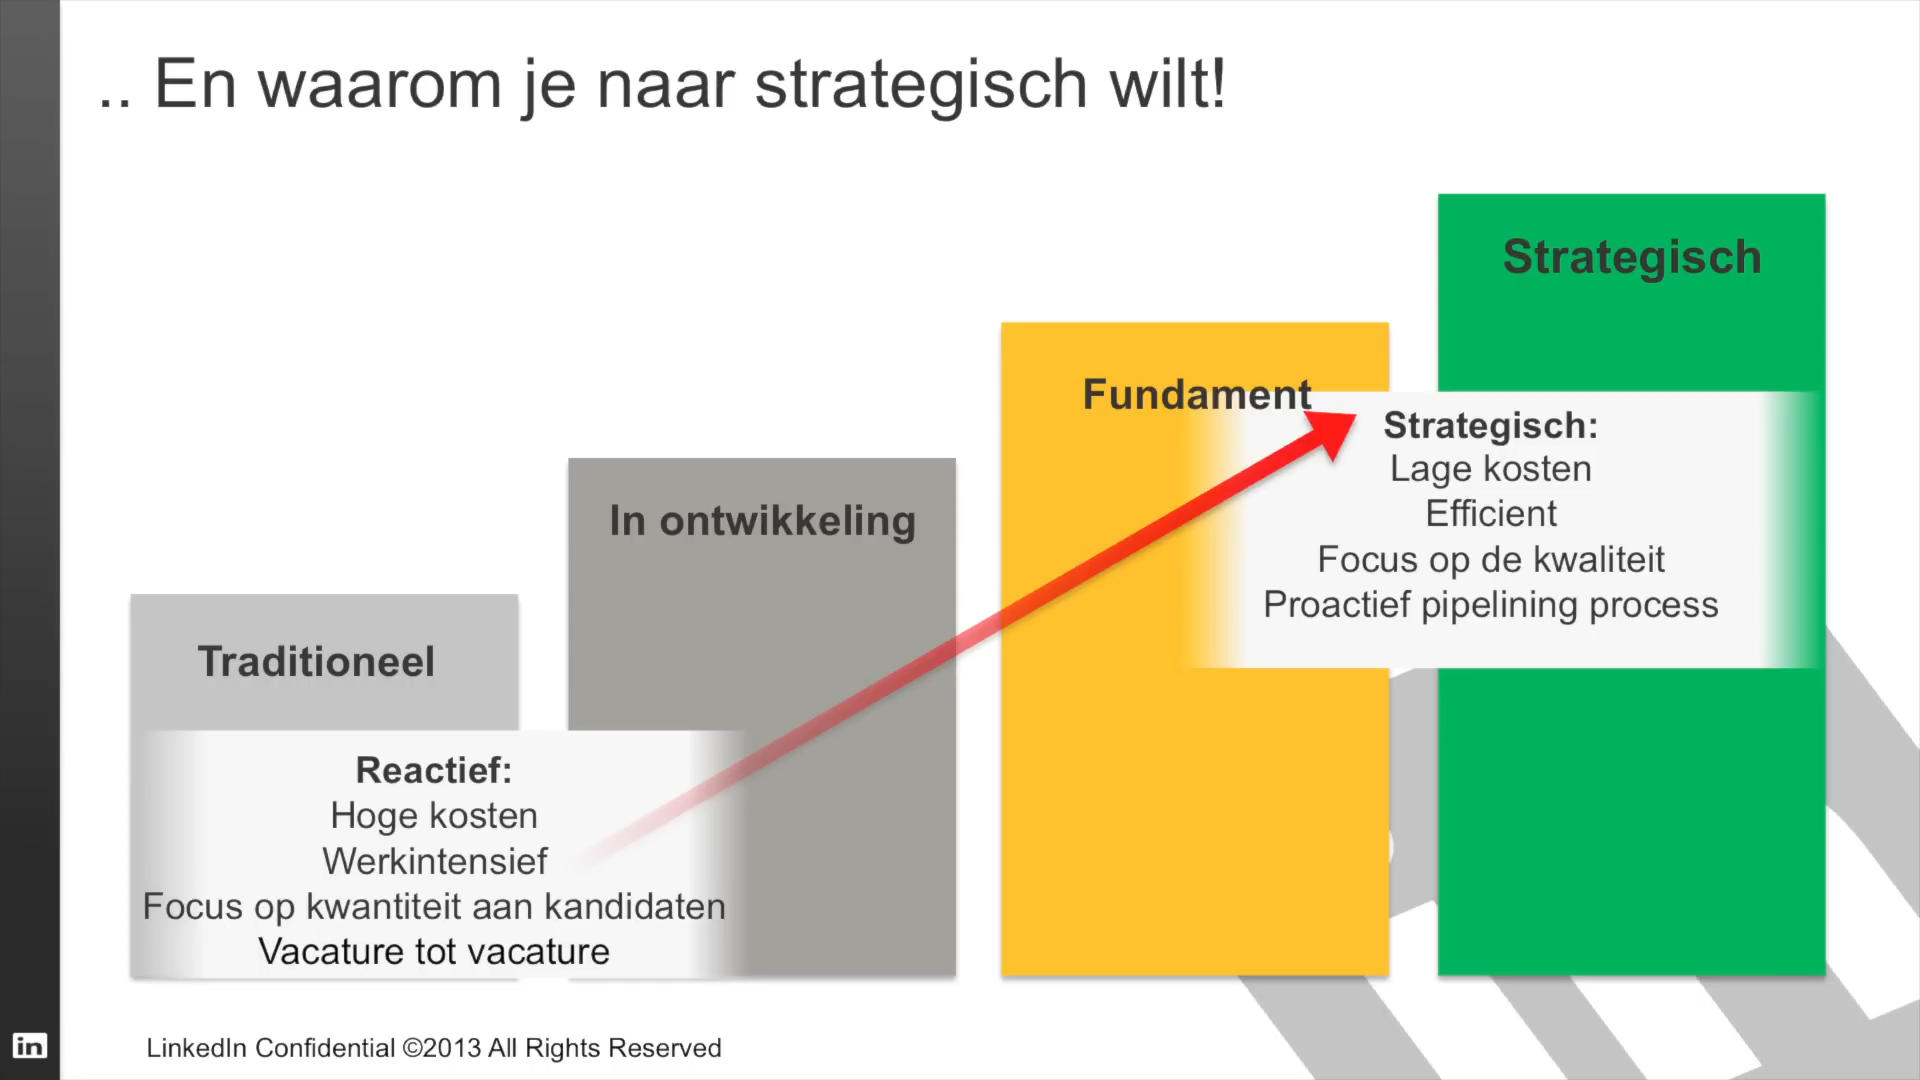 .. En waarom je naar strategisch wilt!
Strategisch
Fundament
Strategisch:
Lage kosten
Efficient
Focus op de kwaliteit
Proactief pipelining process
In ontwikkeling
Traditioneel
Reactief:
Hoge kosten
Werkintensief
Focus op kwantiteit aan kandidaten
Vacature tot vacature
in
LinkedIn Confidential ©2013 All Rights Reserved